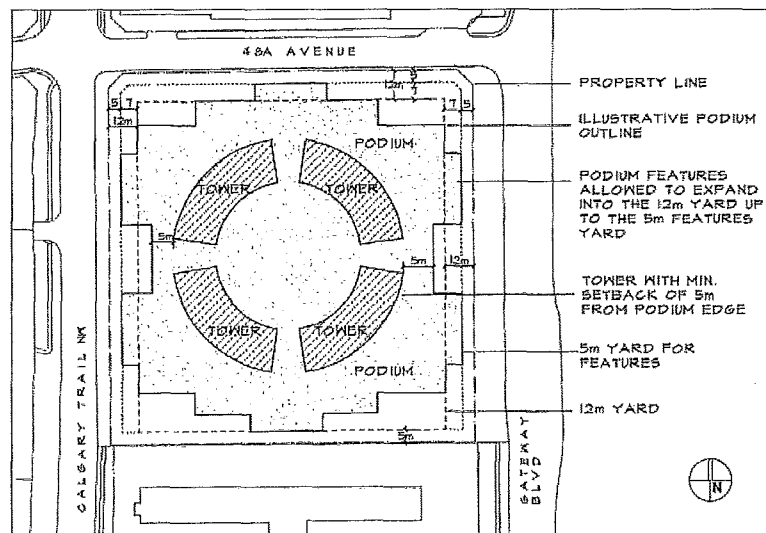 48A AVENUE
5
12m
7
5 7
12m
7 5
PROPERTY LINE
ILLUSTRATIVE PODIUM
OUTLINE
PODIUM
PODIUM FEATURES
ALLOWED TO EXPAND
INTO THE 12m YARD UP
TO THE 5m FEATURES
YARD
TOWER
TOWER
5m
5m
12m
TOWER WITH MIN.
SETBACK OF 5m
FROM PODIUM EDGE
TOWER
TOWER
5m YARD FOR
FEATURES
PODIUM
12m YARD
5m
CALGARY TRAIL NW
GATEWAY
BLVD
N